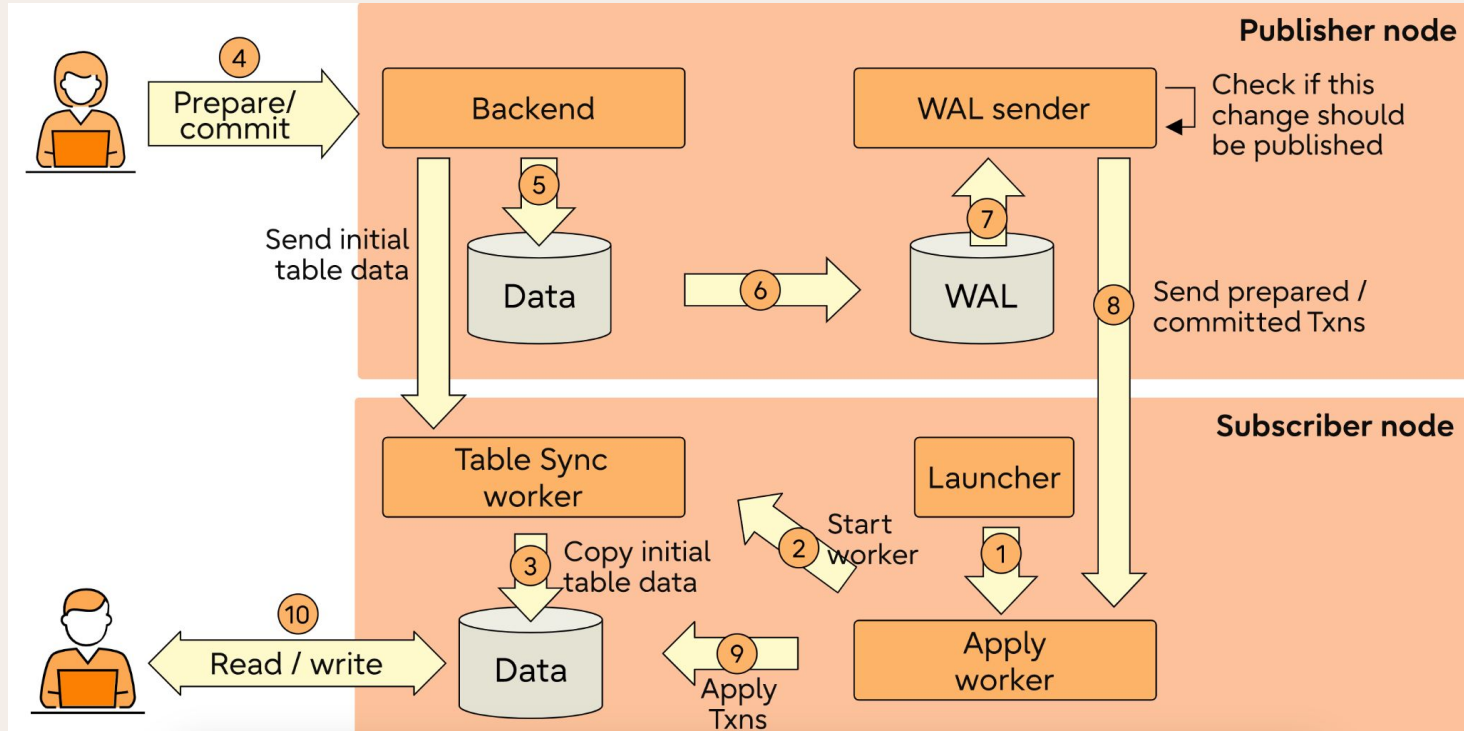 Publisher node
4
Prepare/
commit
Backend
WAL sender
Check if this
change should
be published
5
7
Send initial
table data
Data
6
WAL
8
Send prepared /
committed Txns
Subscriber node
Table Sync
worker
Launcher
2
Start
worker
1
3
Copy initial
table data
10
Read / write
Data
9
Apply
Txns
Apply
worker